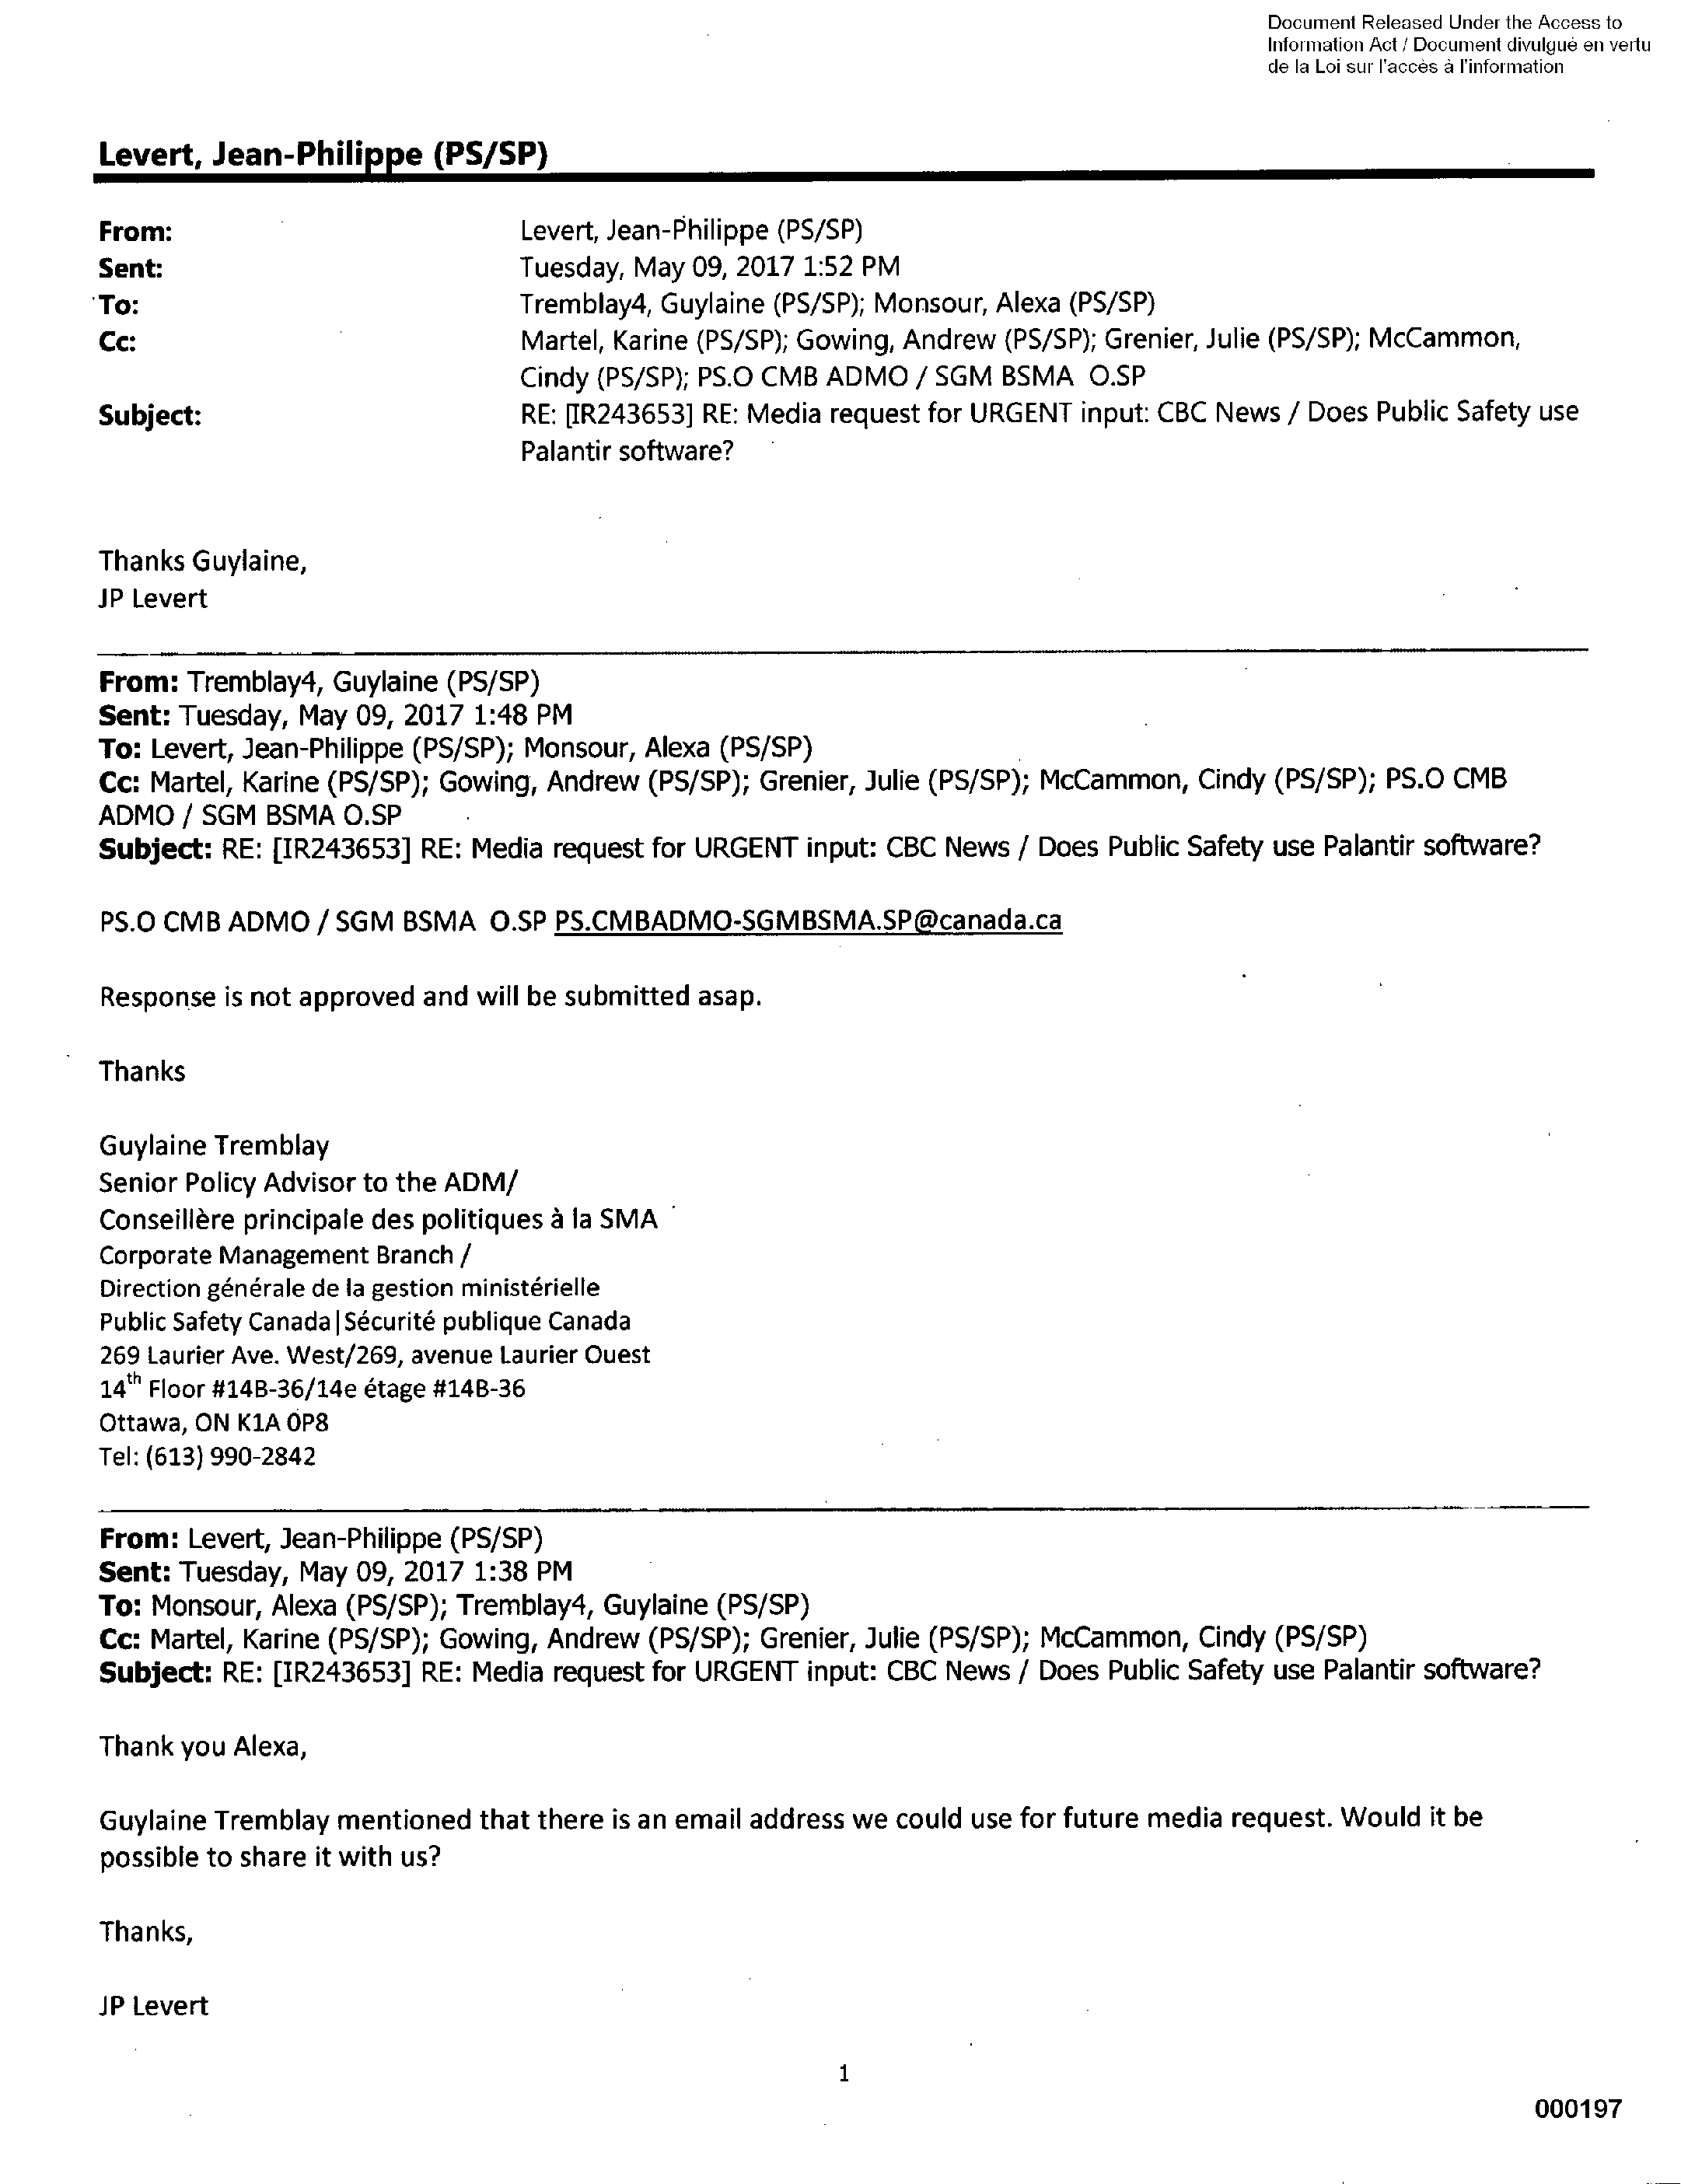 Document Released Under the Access to
Information Act / Document divulgué en vertu
de la Loi sur l'accès à l'information
Levert, Jean-Philippe (PS/SP)
From: Levert, Jean-Philippe (PS/SP)
Sent: Tuesday, May 09, 2017 1:52 PM
To: Tremblay4, Guylaine (PS/SP); Monsour, Alexa (PS/SP)
Cc: Martel, Karine (PS/SP); Gowing, Andrew (PS/SP); Grenier, Julie (PS/SP); McCammon,
Cindy (PS/SP); PS.O CMB ADMO / SGM BSMA O.SP
Subject: RE: [IR243653] RE: Media request for URGENT input: CBC News / Does Public Safety use
Palantir software?
Thanks Guylaine,
JP Levert
From: Tremblay4, Guylaine (PS/SP)
Sent: Tuesday, May 09, 2017 1:48 PM
To: Levert, Jean-Philippe (PS/SP); Monsour, Alexa (PS/SP)
Cc: Martel, Karine (PS/SP); Gowing, Andrew (PS/SP); Grenier, Julie (PS/SP); McCammon, Cindy (PS/SP); PS.O CMB
ADMO / SGM BSMA O.SP
Subject: RE: [IR243653] RE: Media request for URGENT input: CBC News / Does Public Safety use Palantir software?
PS.O CMB ADMO / SGM BSMA O.SP PS.CMBADMO-SGMBSMA.SP@canada.ca
Response is not approved and will be submitted asap.
Thanks
Guylaine Tremblay
Senior Policy Advisor to the ADM/
Conseillère principale des politiques à la SMA
Corporate Management Branch /
Direction générale de la gestion ministérielle
Public Safety Canada|Sécurité publique Canada
269 Laurier Ave. West/269, avenue Laurier Ouest
14th Floor #14B-36/14e étage #14B-36
Ottawa, ON K1A 0P8
Tel: (613) 990-2842
From: Levert, Jean-Philippe (PS/SP)
Sent: Tuesday, May 09, 2017 1:38 PM
To: Monsour, Alexa (PS/SP); Tremblay4, Guylaine (PS/SP)
Cc: Martel, Karine (PS/SP); Gowing, Andrew (PS/SP); Grenier, Julie (PS/SP); McCammon, Cindy (PS/SP)
Subject: RE: [IR243653] RE: Media request for URGENT input: CBC News / Does Public Safety use Palantir software?
Thank you Alexa,
Guylaine Tremblay mentioned that there is an email address we could use for future media request. Would it be
possible to share it with us?
Thanks,
JP Levert
1
000197